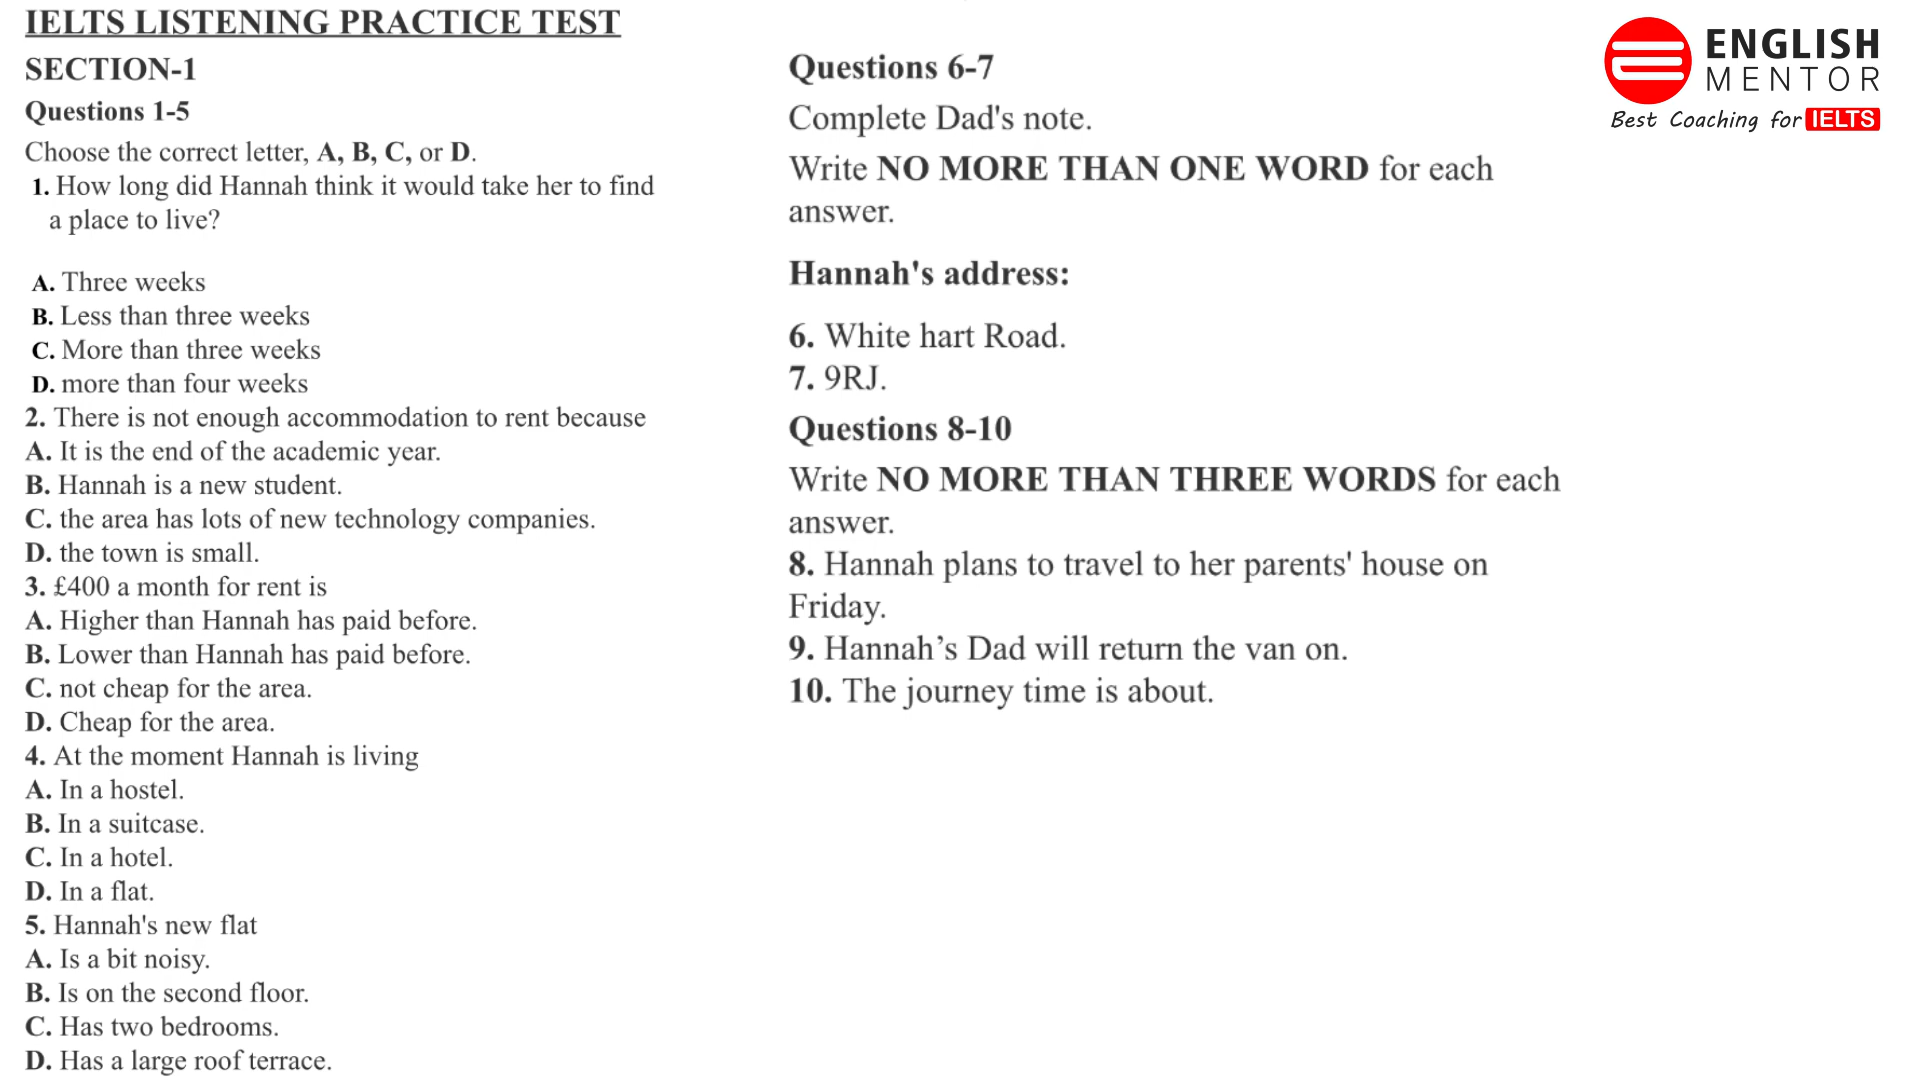 IELTS LISTENING PRACTICE TEST
SECTION-1
Questions 1-5
Choose the correct letter, A, B, C, or D.
1. How long did Hannah think it would take her to find
a place to live?
A. Three weeks
B. Less than three weeks
C. More than three weeks
D. more than four weeks
2. There is not enough accommodation to rent because
A. It is the end of the academic year.
B. Hannah is a new student.
C. the area has lots of new technology companies.
D. the town is small.
3. £400 a month for rent is
A. Higher than Hannah has paid before.
B. Lower than Hannah has paid before.
C. not cheap for the area.
D. Cheap for the area.
4. At the moment Hannah is living
A. In a hostel.
B. In a suitcase.
C. In a hotel.
D. In a flat.
5. Hannah's new flat
A. Is a bit noisy.
B. Is on the second floor.
C. Has two bedrooms.
D. Has a large roof terrace.
Questions 6-7
Complete Dad's note.
Write NO MORE THAN ONE WORD for each
answer.
Hannah's address:
6. White hart Road.
7. 9RJ.
Questions 8-10
Write NO MORE THAN THREE WORDS for each
answer.
8. Hannah plans to travel to her parents' house on
Friday.
9. Hannah’s Dad will return the van on.
10. The journey time is about.
ENGLISH
MENTOR
Best Coaching for IELTS